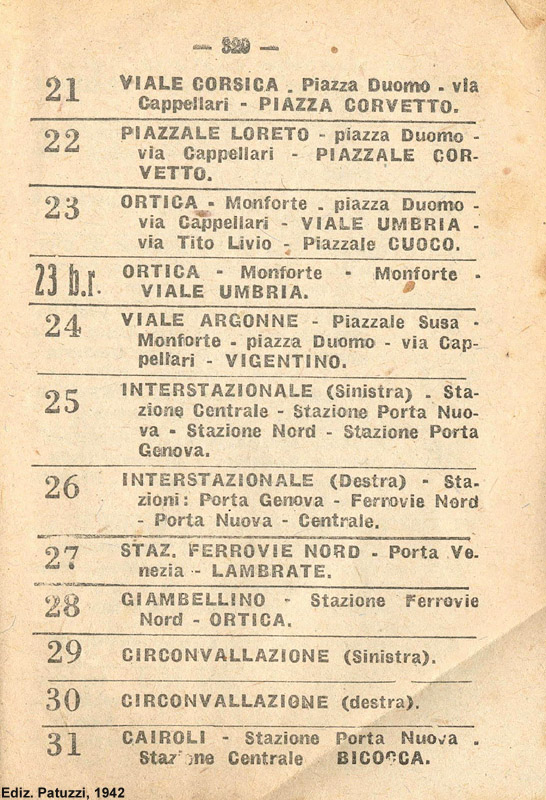 — 320 —
21 VIALE CORSICA . Piazza Duomo - via
Cappellari - PIAZZA CORVETTO.
22 PIAZZALE LORETO - piazza Duomo -
via Cappellari - PIAZZALE COR-
VETTO.
23 ORTICA - Monforte . piazza Duomo -
via Cappellari - VIALE UMBRIA -
via Tito Livio - Piazzale CUOCO.
23 b.r. ORTICA - Monforte - Monforte -
VIALE UMBRIA.
24 VIALE ARGONNE - Piazzale Susa -
Monforte - piazza Duomo - via Cap-
pellari - VIGENTINO.
25 INTERSTAZIONALE (Sinistra) . Sta-
zione Centrale - Stazione Porta Nuo-
va - Stazione Nord - Stazione Porta
Genova.
26 INTERSTAZIONALE (Destra) - Sta-
zioni: Porta Genova - Ferrovie Nord
- Porta Nuova - Centrale.
27 STAZ. FERROVIE NORD - Porta Ve-
nezia - LAMBRATE.
28 GIAMBELLINO - Stazione Ferrovie
Nord - ORTICA.
29 CIRCONVALLAZIONE (Sinistra).
30 CIRCONVALLAZIONE (destra).
31 CAIROLI - Stazione Porta Nuova .
Stazione Centrale BICOCCA.
Ediz. Patuzzi, 1942